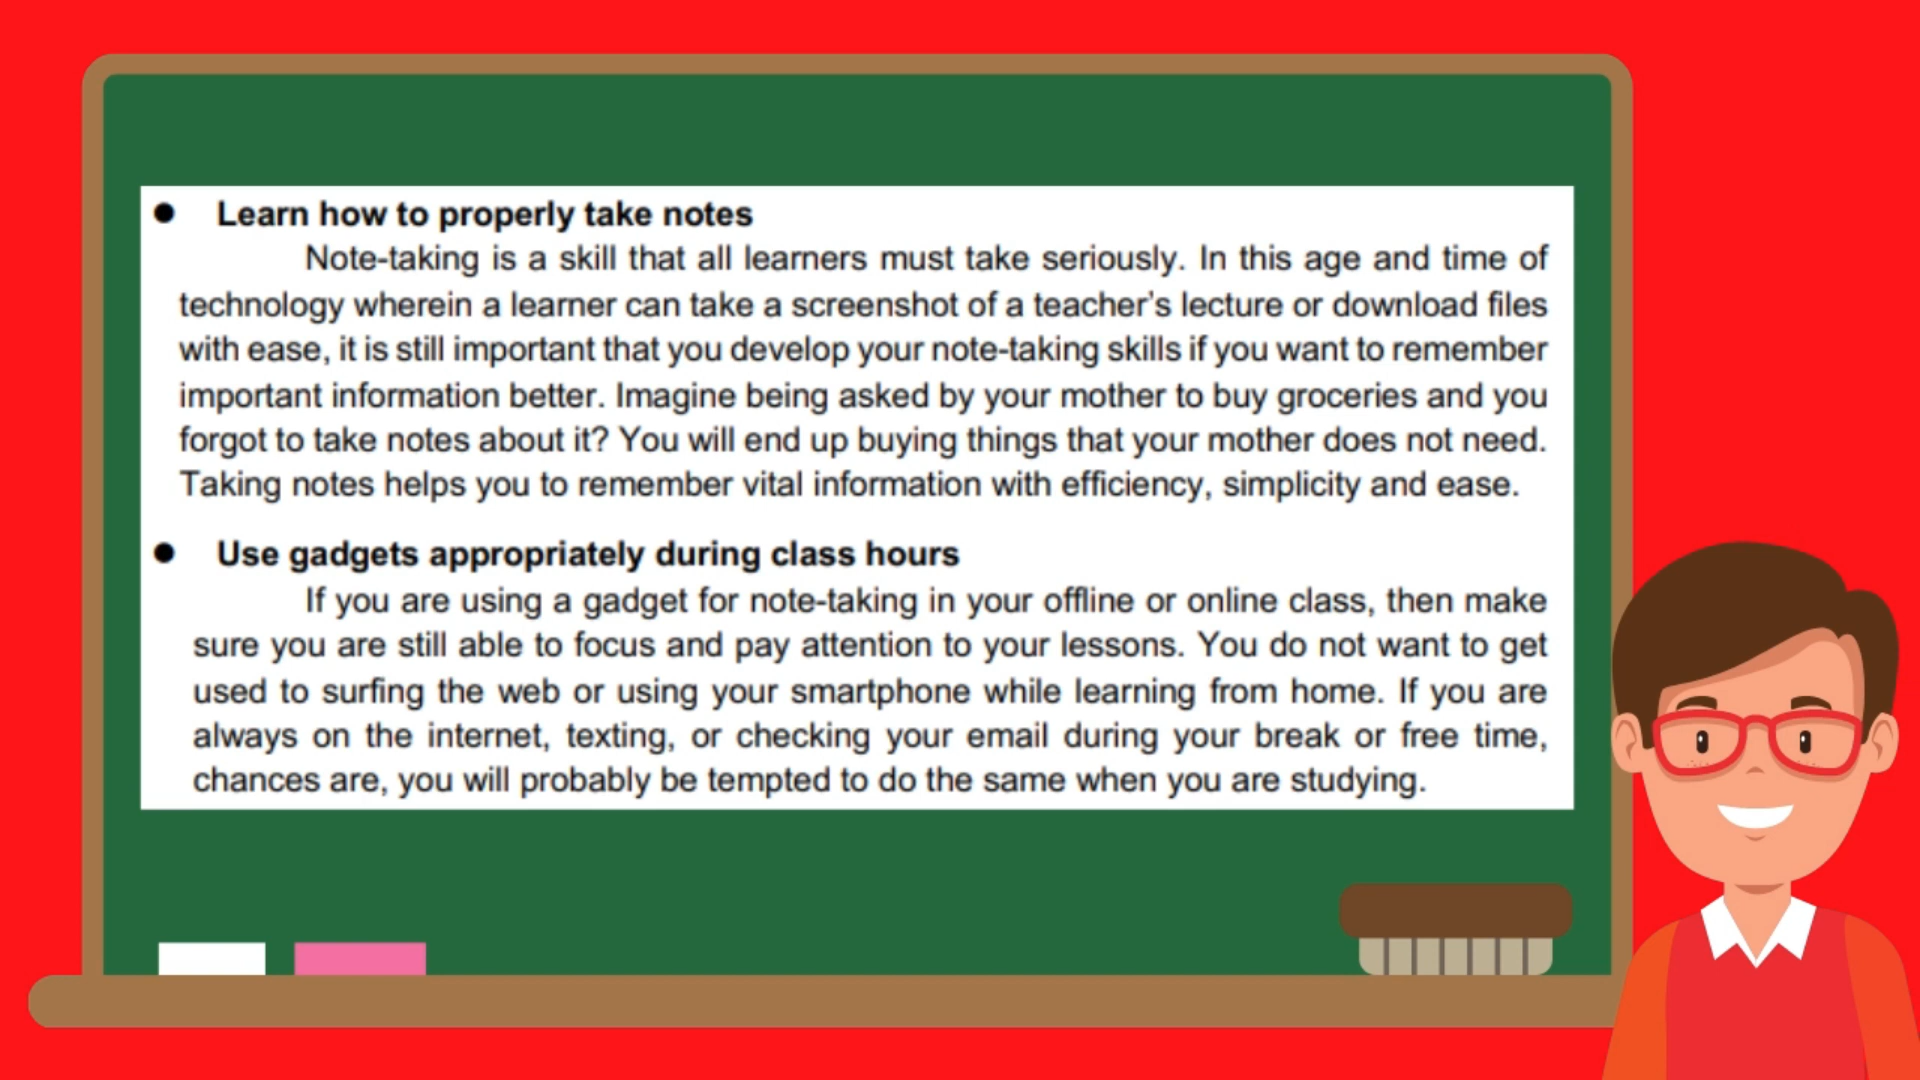 ● Learn how to properly take notes
Note-taking is a skill that all learners must take seriously. In this age and time of
technology wherein a learner can take a screenshot of a teacher’s lecture or download files
with ease, it is still important that you develop your note-taking skills if you want to remember
important information better. Imagine being asked by your mother to buy groceries and you
forgot to take notes about it? You will end up buying things that your mother does not need.
Taking notes helps you to remember vital information with efficiency, simplicity and ease.
● Use gadgets appropriately during class hours
If you are using a gadget for note-taking in your offline or online class, then make
sure you are still able to focus and pay attention to your lessons. You do not want to get
used to surfing the web or using your smartphone while learning from home. If you are
always on the internet, texting, or checking your email during your break or free time,
chances are, you will probably be tempted to do the same when you are studying.